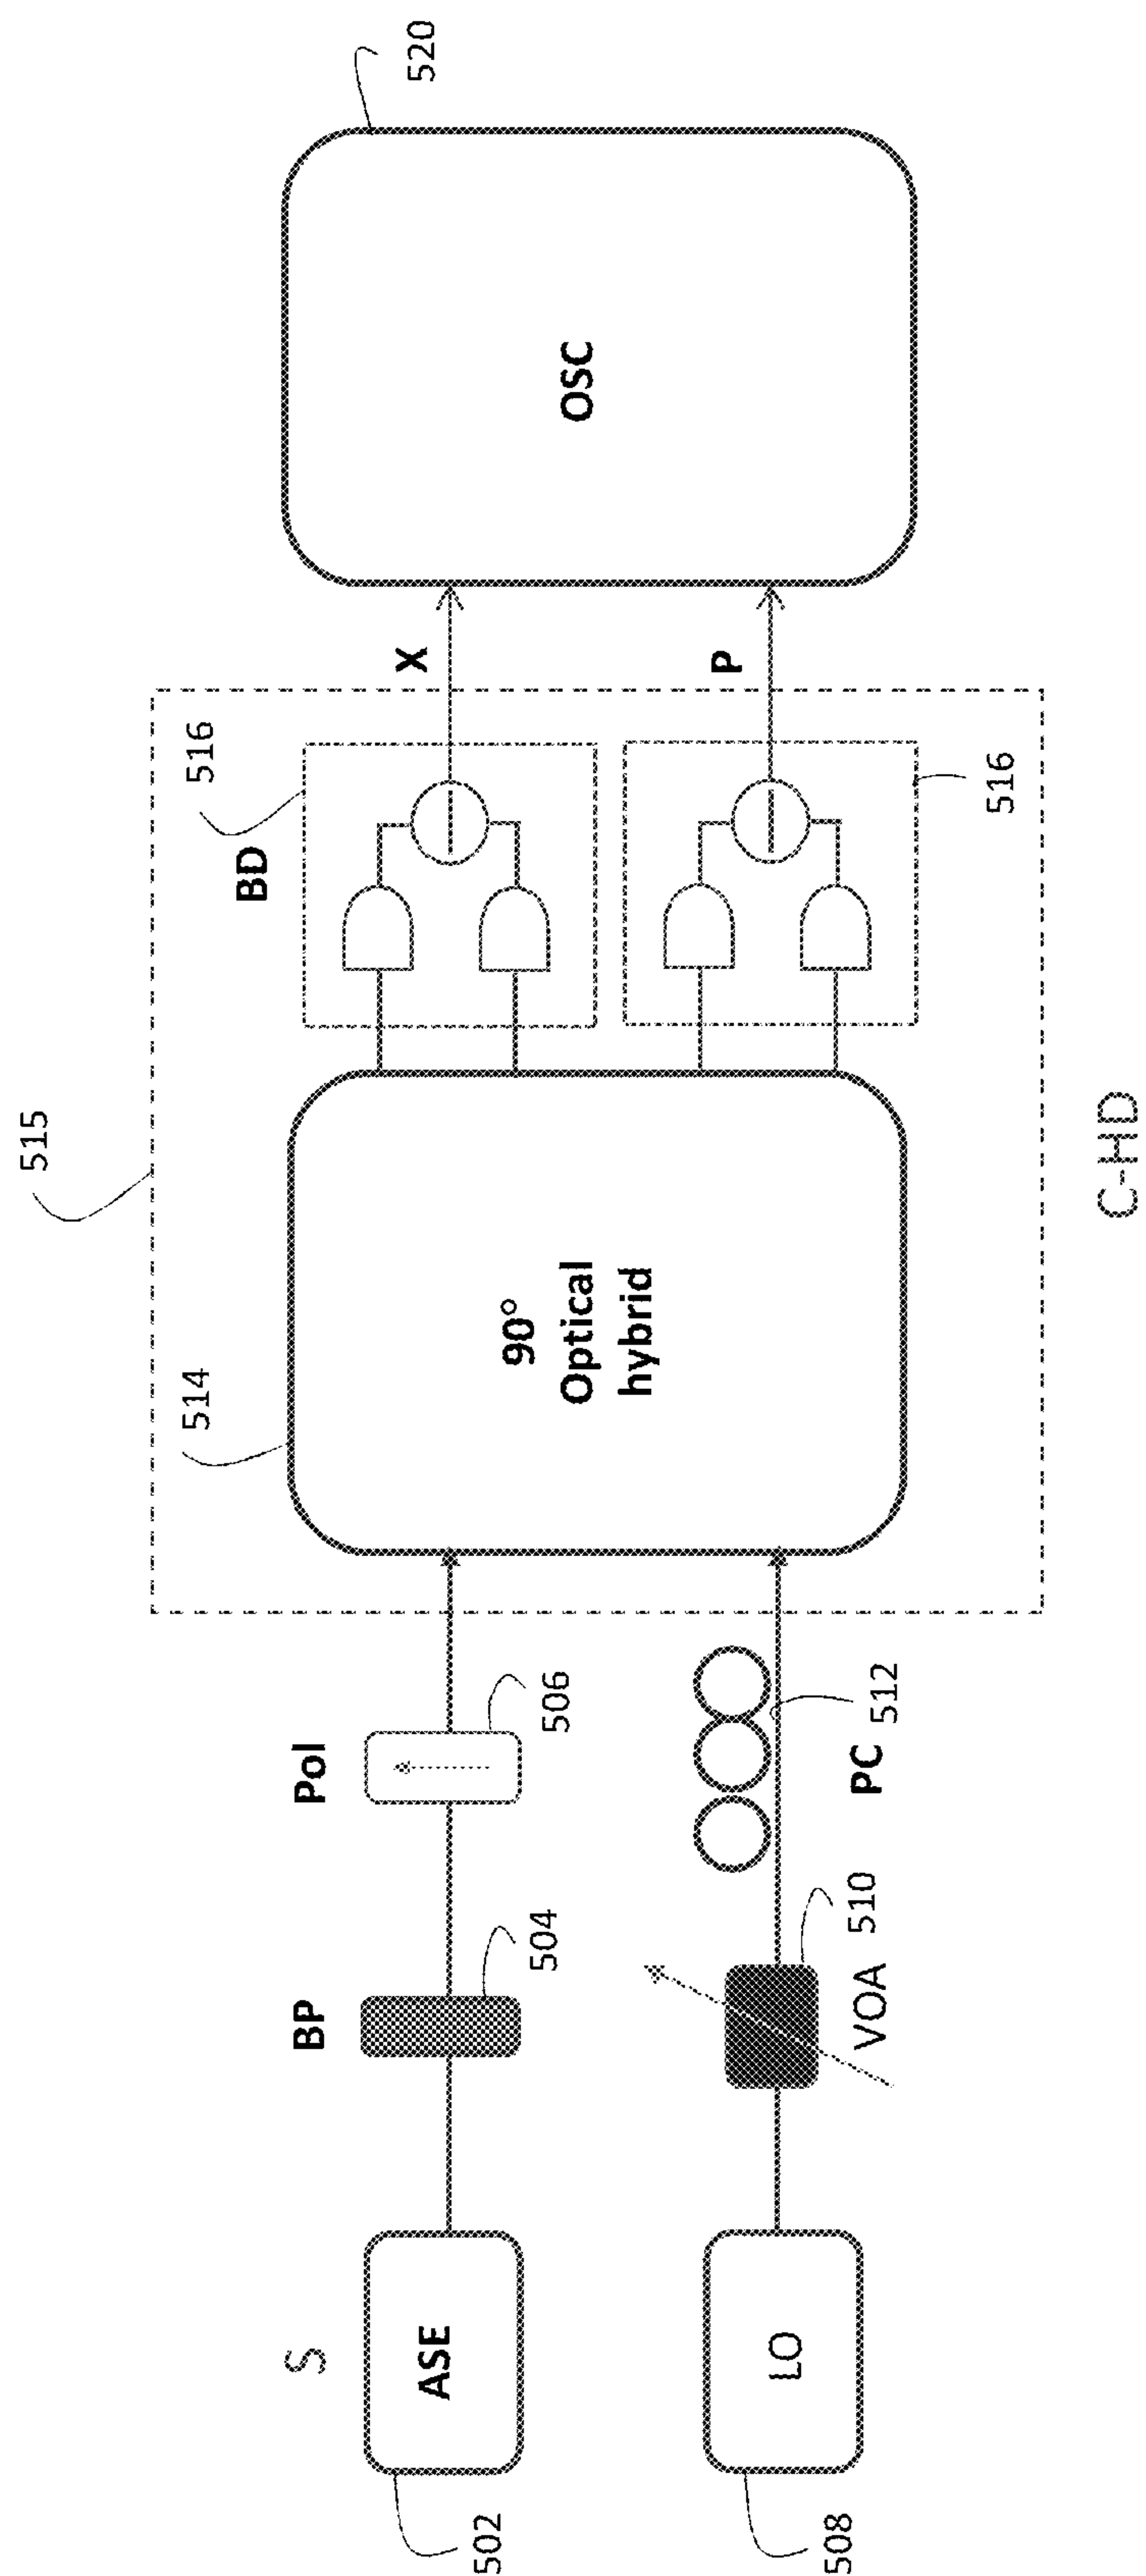 515
514
BD
516
520
S
BP
Pol
X
502
ASE
504
506
90°
Optical
hybrid
OSC
P
LO
VOA
510
PC
512
516
508
C-HD